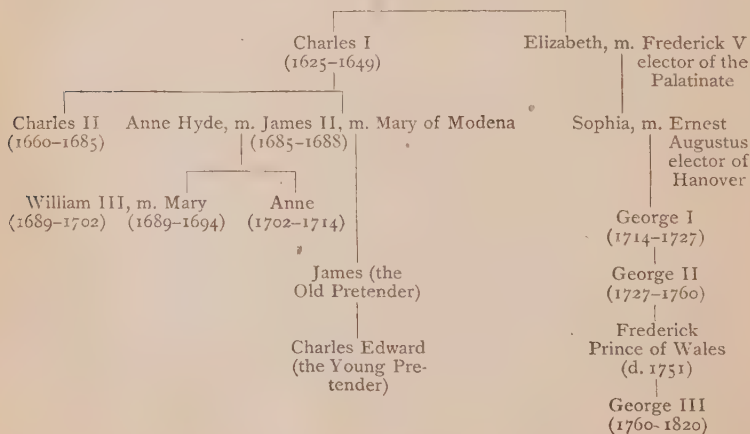 Charles I
(1625–1649)
Elizabeth, m. Frederick V
elector of the
Palatinate
Charles II
(1660–1685)
Anne Hyde, m. James II, m. Mary of Modena
(1685–1688)
Sophia, m. Ernest
Augustus
elector of
Hanover
William III, m. Mary
(1689–1702) (1689–1694)
Anne
(1702–1714)
George I
(1714–1727)
James (the
Old Pretender)
George II
(1727–1760)
Charles Edward
(the Young Pre-
tender)
Frederick
Prince of Wales
(d. 1751)
George III
(1760–1820)